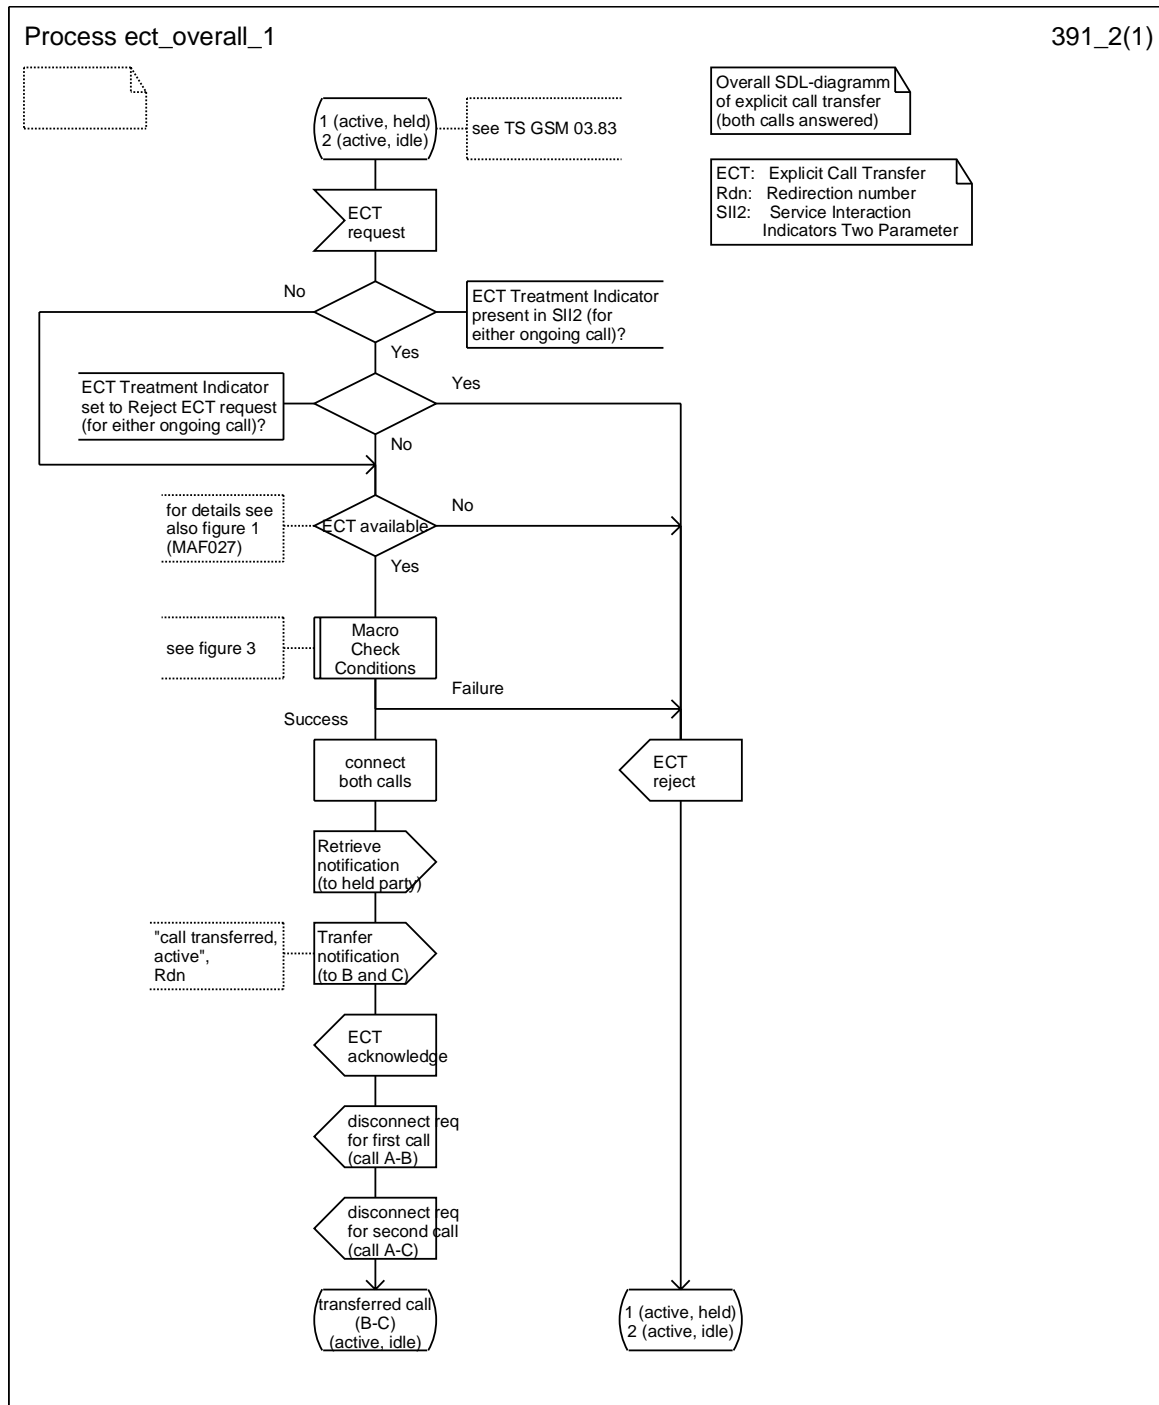 Process ect_overall_1
391_2(1)
Overall SDL-diagramm
of explicit call transfer
(both calls answered)
1 (active, held)
2 (active, idle)
see TS GSM 03.83
ECT: Explicit Call Transfer
Rdn: Redirection number
SII2: Service Interaction
Indicators Two Parameter
ECT
request
No
ECT Treatment Indicator
present in SII2 (for
either ongoing call)?
Yes
ECT Treatment Indicator
set to Reject ECT request
(for either ongoing call)?
Yes
No
for details see
also figure 1
(MAF027)
ECT available
No
Yes
see figure 3
Macro
Check
Conditions
Failure
Success
connect
both calls
ECT
reject
Retrieve
notification
(to held party)
"call transferred,
active",
Rdn
Tranfer
notification
(to B and C)
ECT
acknowledge
disconnect req
for first call
(call A-B)
disconnect req
for second call
(call A-C)
transferred call
(B-C)
(active, idle)
1 (active, held)
2 (active, idle)